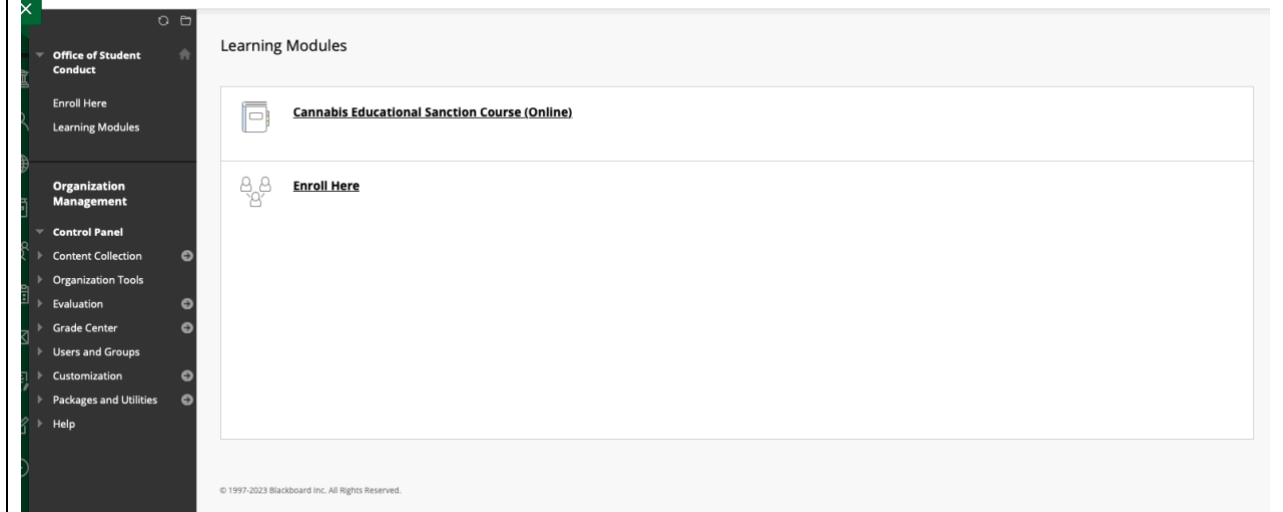 Office of Student
Conduct
Enroll Here
Learning Modules
Organization
Management
Control Panel
Content Collection
Organization Tools
Evaluation
Grade Center
Users and Groups
Customization
Packages and Utilities
Help
Learning Modules
Cannabis Educational Sanction Course (Online)
Enroll Here
© 1997-2023 Blackboard Inc. All Rights Reserved.